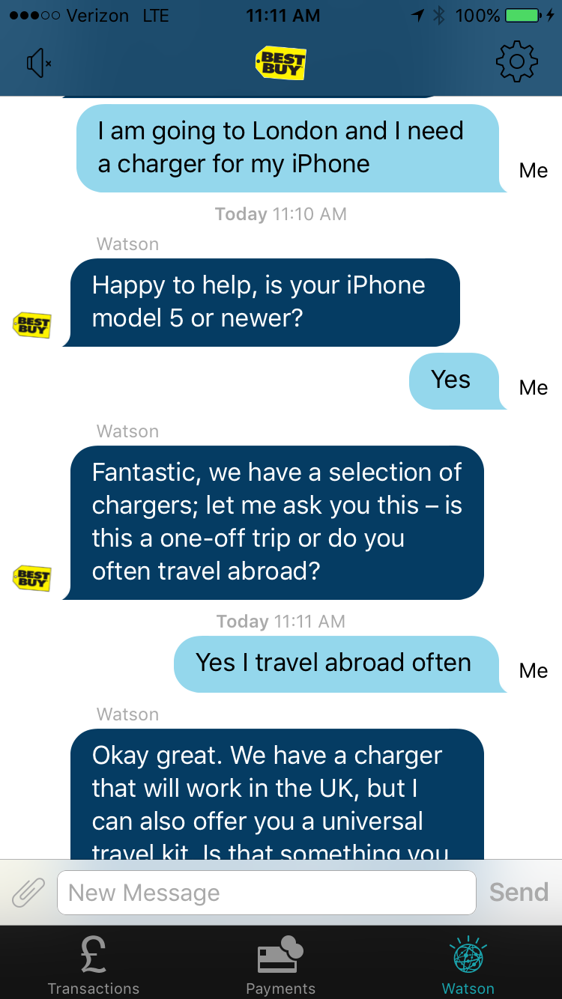 Verizon LTE 11:11 AM 100%
BEST
BUY
I am going to London and I need
a charger for my iPhone
Me
Today 11:10 AM
Watson
Happy to help, is your iPhone
model 5 or newer?
BEST
BUY
Yes
Me
Watson
Fantastic, we have a selection of
chargers; let me ask you this – is
this a one-off trip or do you
often travel abroad?
BEST
BUY
Today 11:11 AM
Yes I travel abroad often
Me
Watson
Okay great. We have a charger
that will work in the UK, but I
can also offer you a universal
travel kit. Is that something you
New Message
Send
£
Transactions
Payments
Watson